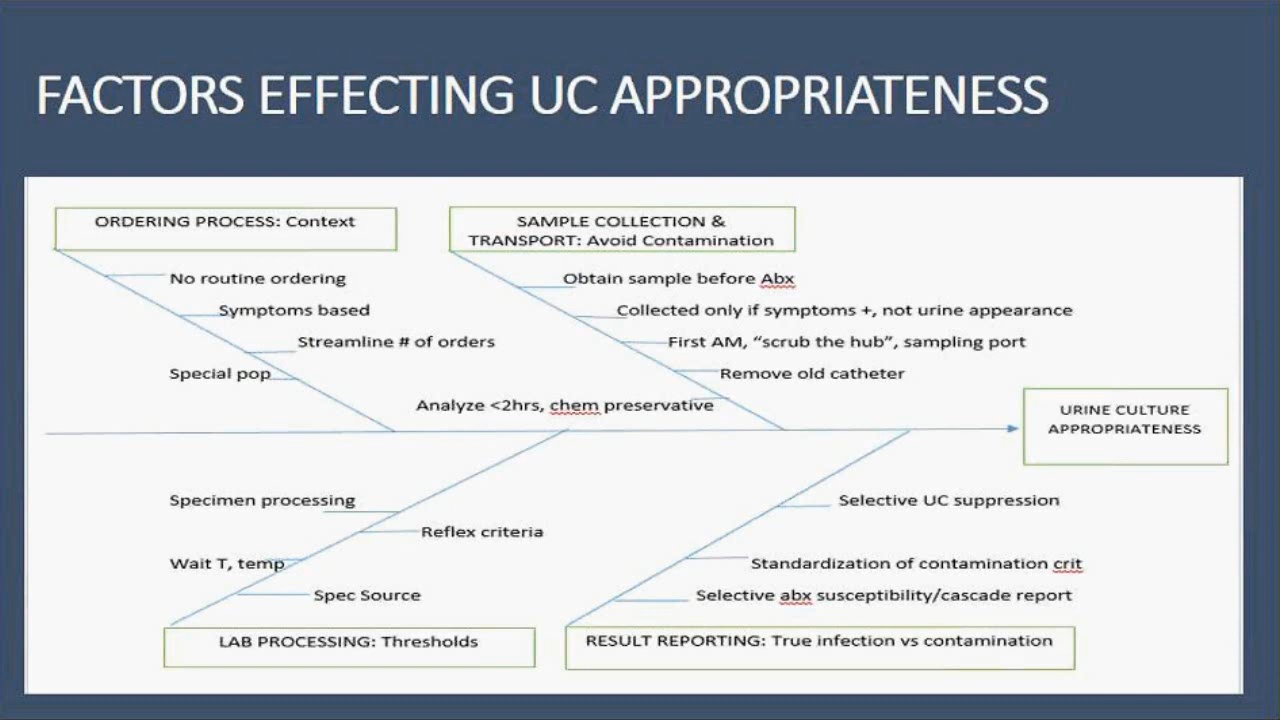 FACTORS EFFECTING UC APPROPRIATENESS
ORDERING PROCESS: Context
No routine ordering
Symptoms based
Streamline # of orders
Special pop
SAMPLE COLLECTION &
TRANSPORT: Avoid Contamination
Obtain sample before Abx
Collected only if symptoms +, not urine appearance
First AM, “scrub the hub”, sampling port
Remove old catheter
Analyze <2hrs, chem preservative
URINE CULTURE
APPROPRIATENESS
Specimen processing
Reflex criteria
Wait T, temp
Spec Source
LAB PROCESSING: Thresholds
Selective UC suppression
Standardization of contamination crit
Selective abx susceptibility/cascade report
RESULT REPORTING: True infection vs contamination